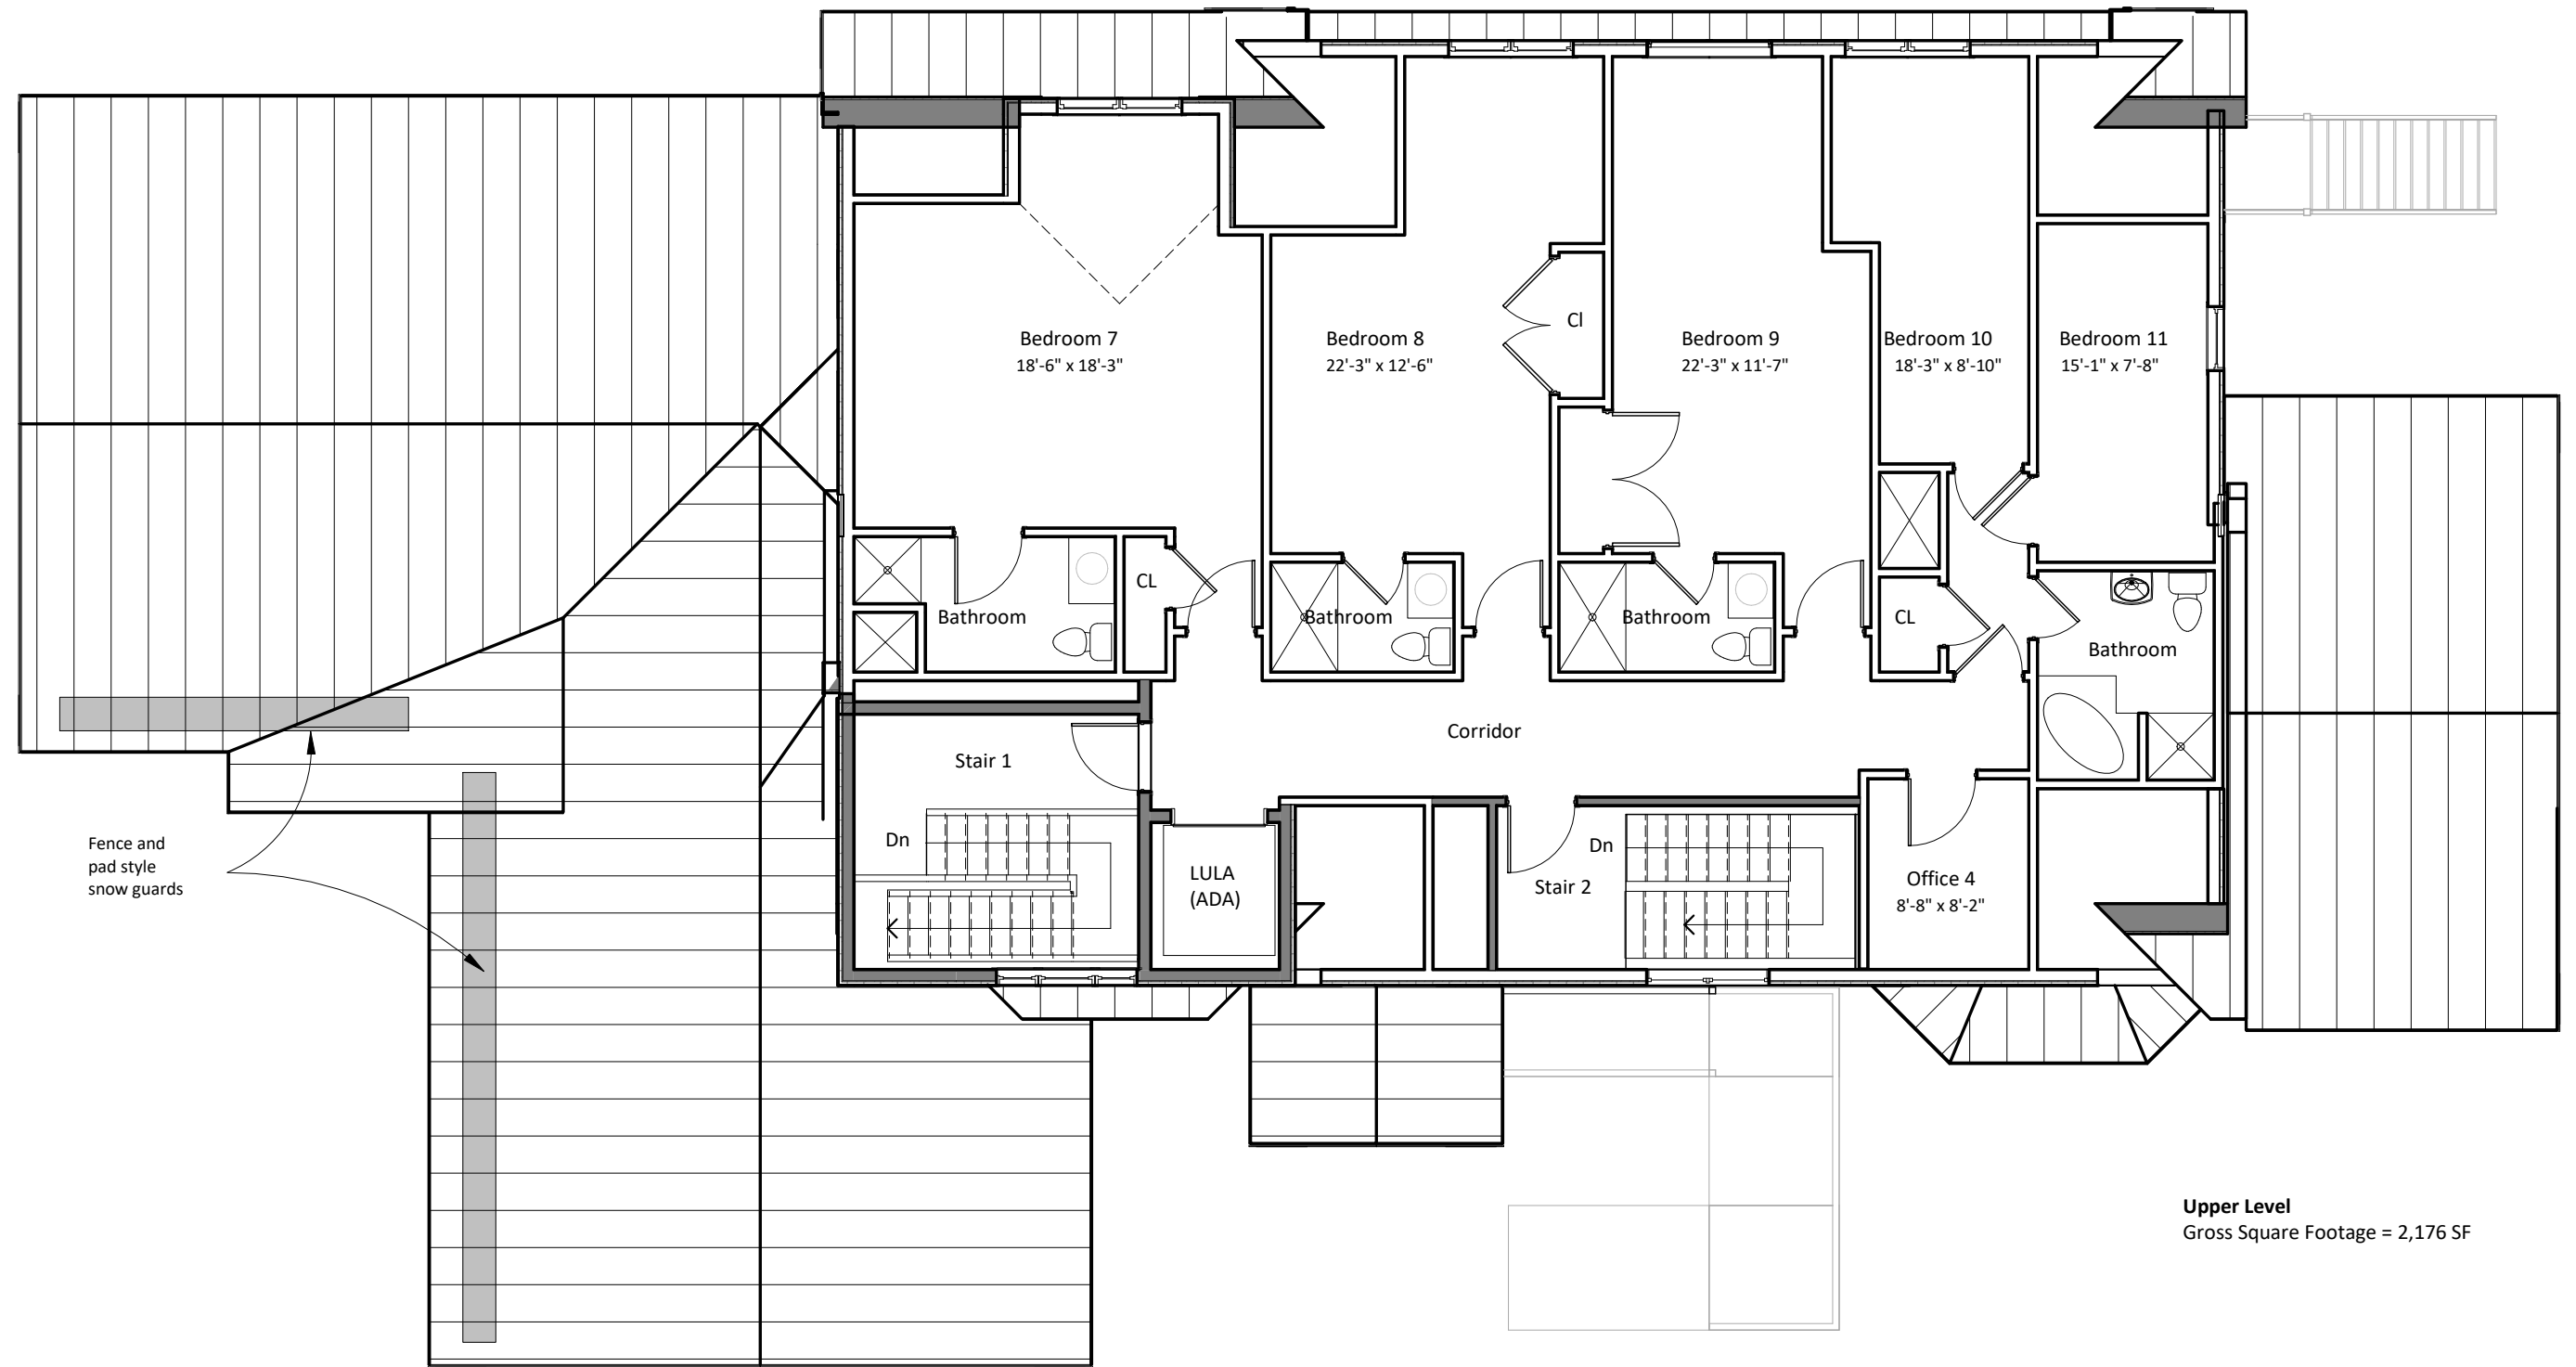 Bedroom 7
18'-6" x 18'-3"
Bedroom 8
22'-3" x 12'-6"
Cl
Bedroom 9
22'-3" x 11'-7"
Bedroom 10
18'-3" x 8'-10"
Bedroom 11
15'-1" x 7'-8"
Bathroom
CL
Bathroom
Bathroom
CL
Bathroom
Corridor
Stair 1
Dn
LULA
(ADA)
Dn
Stair 2
Office 4
8'-8" x 8'-2"
Fence and
pad style
snow guards
Upper Level
Gross Square Footage = 2,176 SF